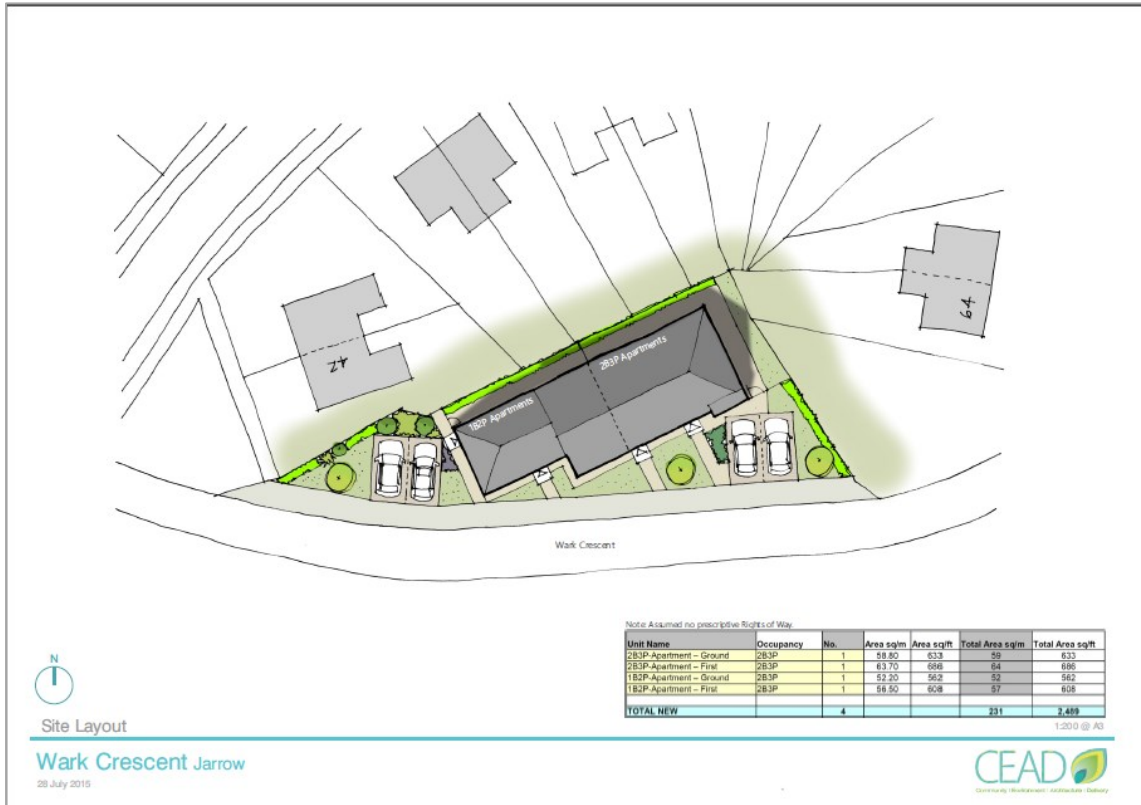 42
64
2B3P Apartments
1B2P Apartments
Wark Crescent
Note: Assumed no prescriptive Rights of Way.
Unit Name Occupancy No. Area sq/m Area sq/ft Total Area sq/m Total Area sq/ft
2B3P-Apartment – Ground 2B3P 1 58.80 633 59 633
2B3P-Apartment – First 2B3P 1 63.70 686 64 686
1B2P-Apartment – Ground 2B3P 1 52.20 562 52 562
1B2P-Apartment – First 2B3P 1 56.50 608 57 608
TOTAL NEW 4 231 2,489
N
Site Layout
1:200 @ A3
Wark Crescent Jarrow
28 July 2015
CEAD
Community | Environment | Architecture | Delivery